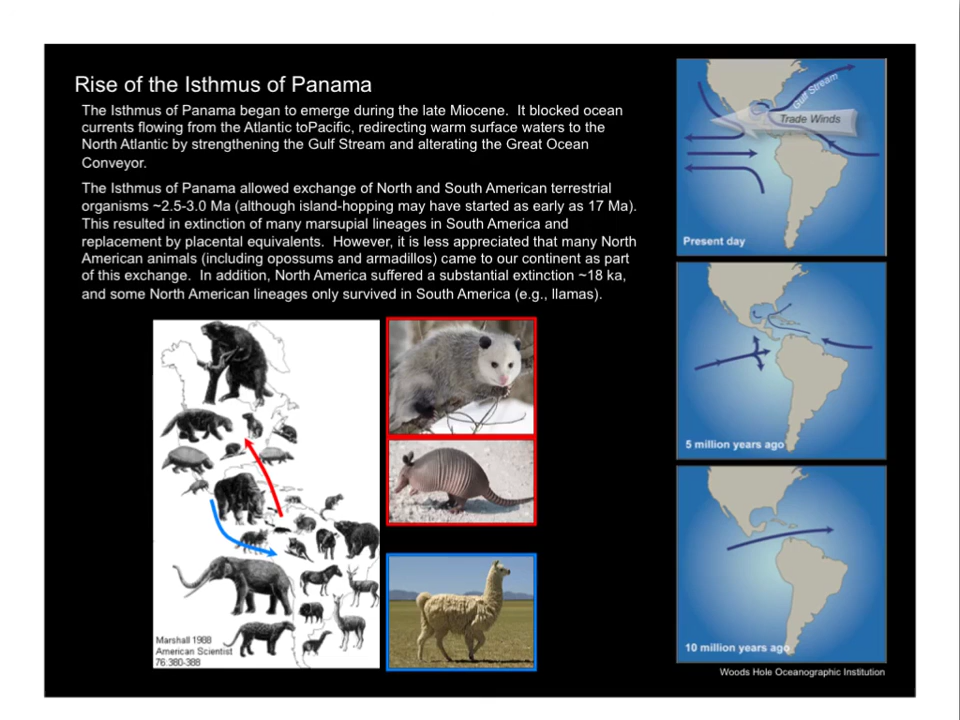 Rise of the Isthmus of Panama
The Isthmus of Panama began to emerge during the late Miocene.  It blocked ocean
currents flowing from the Atlantic toPacific, redirecting warm surface waters to the
North Atlantic by strengthening the Gulf Stream and alterating the Great Ocean
Conveyor.
The Isthmus of Panama allowed exchange of North and South American terrestrial
organisms ~2.5-3.0 Ma (although island-hopping may have started as early as 17 Ma).
This resulted in extinction of many marsupial lineages in South America and
replacement by placental equivalents.  However, it is less appreciated that many North
American animals (including opossums and armadillos) came to our continent as part
of this exchange.  In addition, North America suffered a substantial extinction ~18 ka,
and some North American lineages only survived in South America (e.g., llamas).
Marshall 1988
American Scientist
76:380-388
Gulf Stream
Trade Winds
Present day
5 million years ago
10 million years ago
Woods Hole Oceanographic Institution